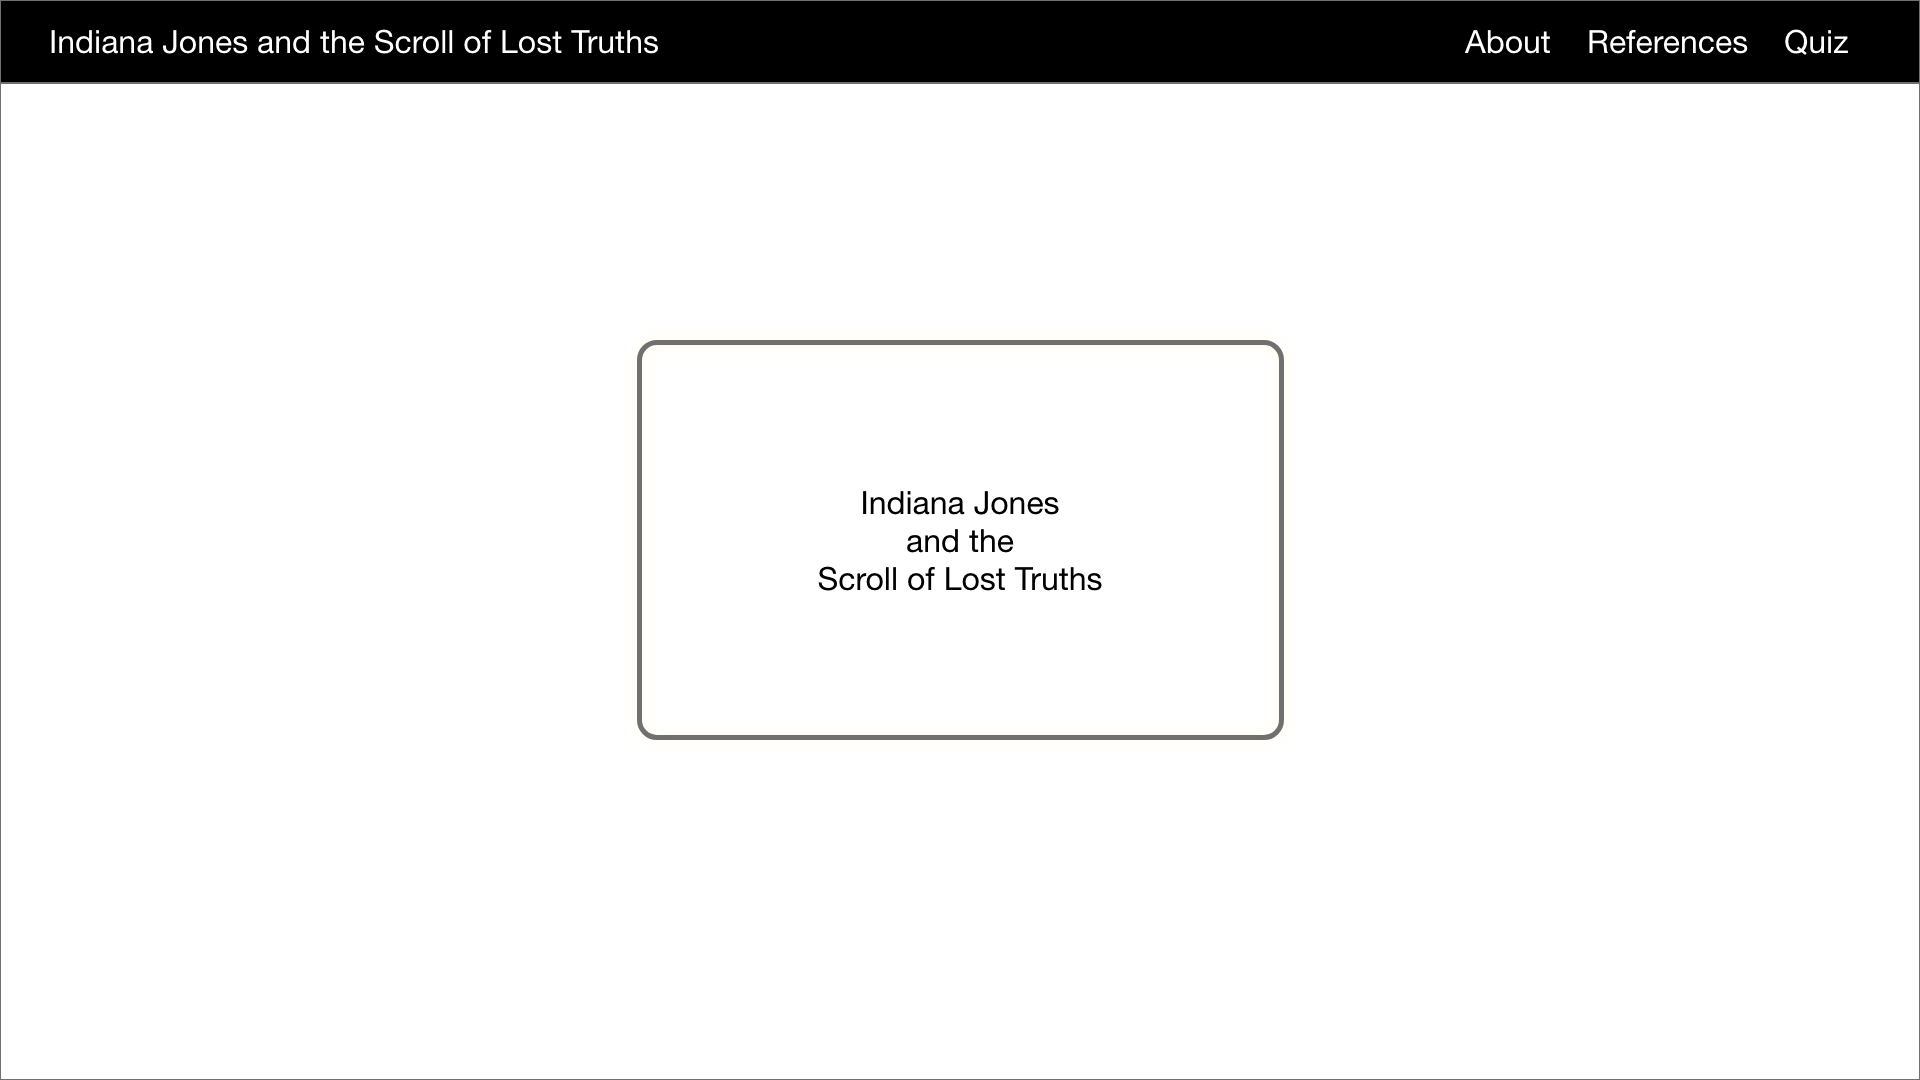 Indiana Jones and the Scroll of Lost Truths
About References Quiz
Indiana Jones
and the
Scroll of Lost Truths